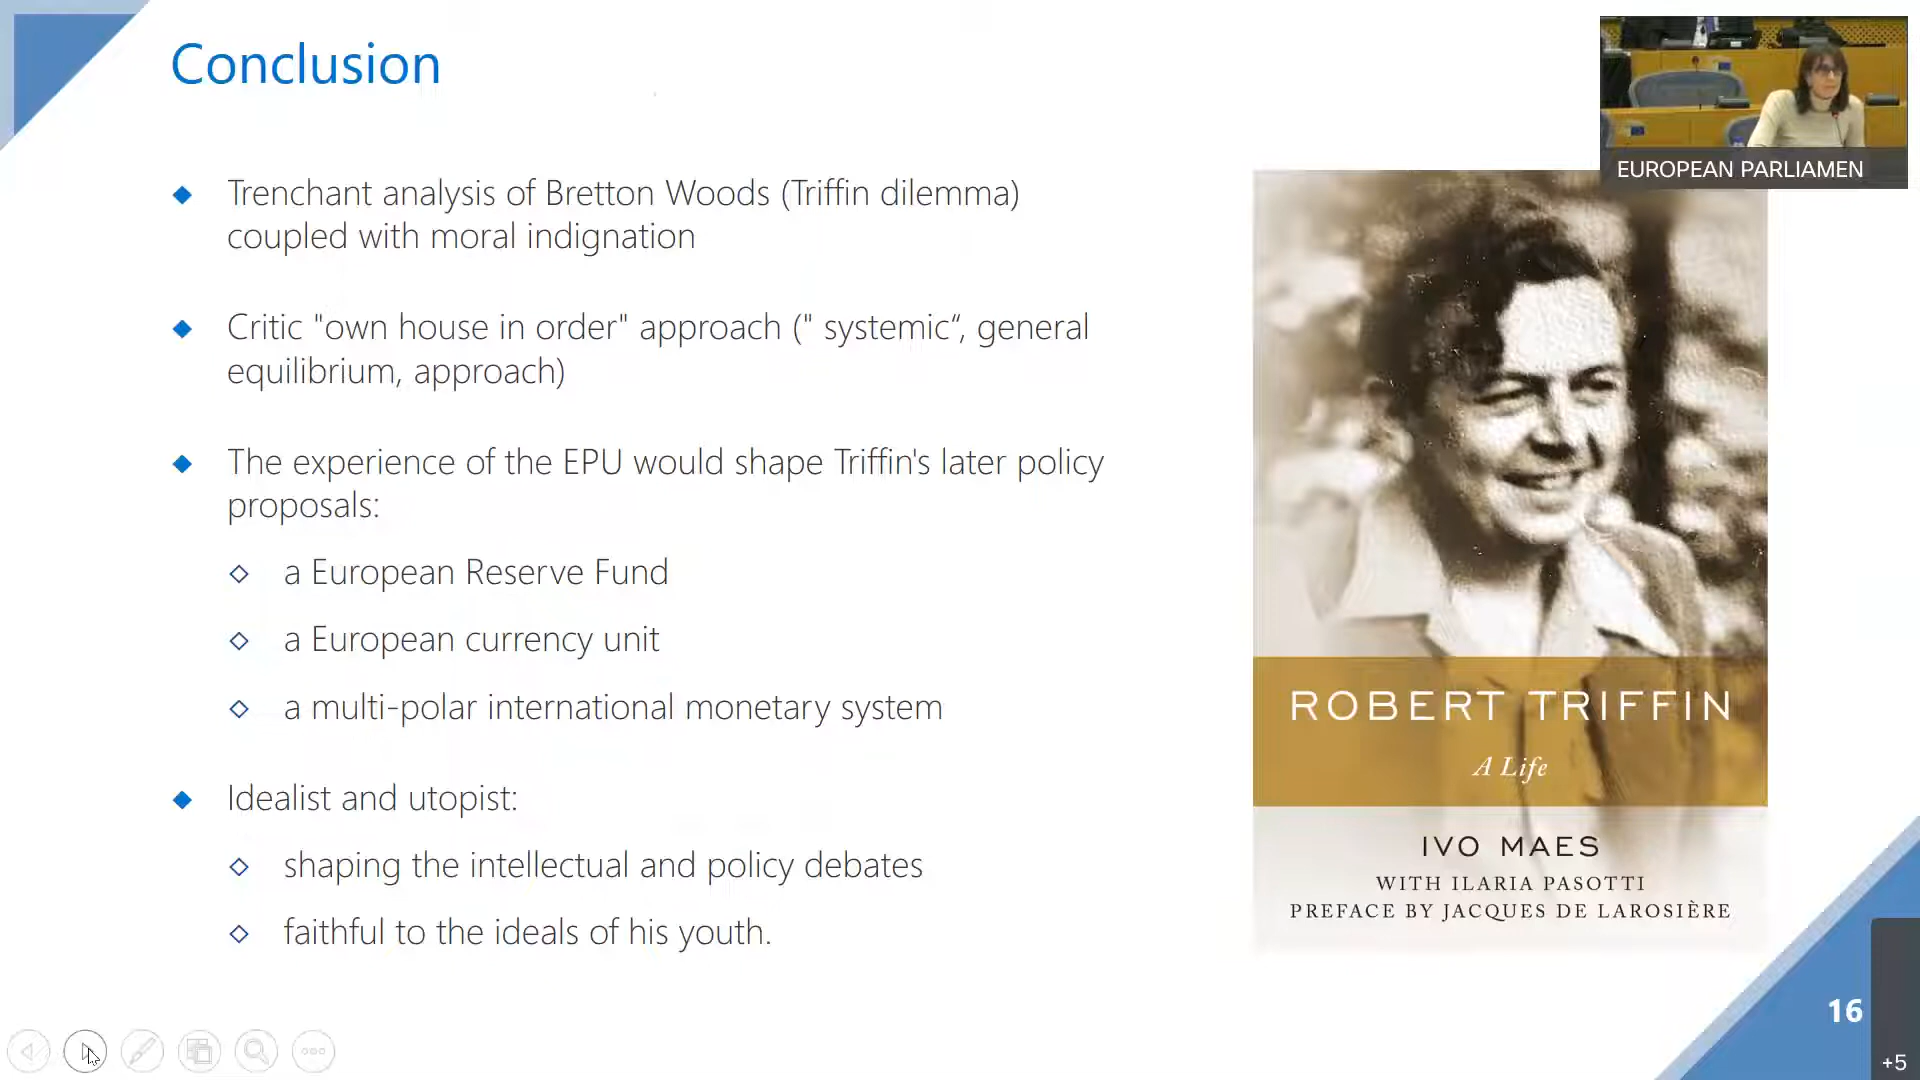 Conclusion
Trenchant analysis of Bretton Woods (Triffin dilemma)
coupled with moral indignation
Critic "own house in order" approach (" systemic“, general
equilibrium, approach)
The experience of the EPU would shape Triffin's later policy
proposals:
a European Reserve Fund
a European currency unit
a multi-polar international monetary system
Idealist and utopist:
shaping the intellectual and policy debates
faithful to the ideals of his youth.
EUROPEAN PARLIAMEN
ROBERT TRIFFIN
A Life
IVO MAES
WITH ILARIA PASOTTI
PREFACE BY JACQUES DE LAROSIÈRE
16
+5